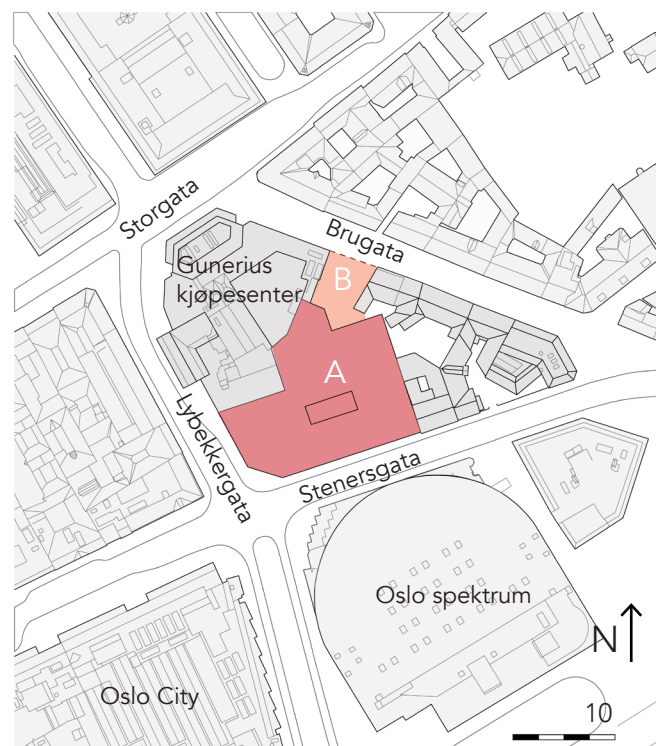 Storgata
Brugata
Gunerius
kjøpesenter
B
A
Lybekkergata
Stenersgata
Oslo spektrum
N
Oslo City
10